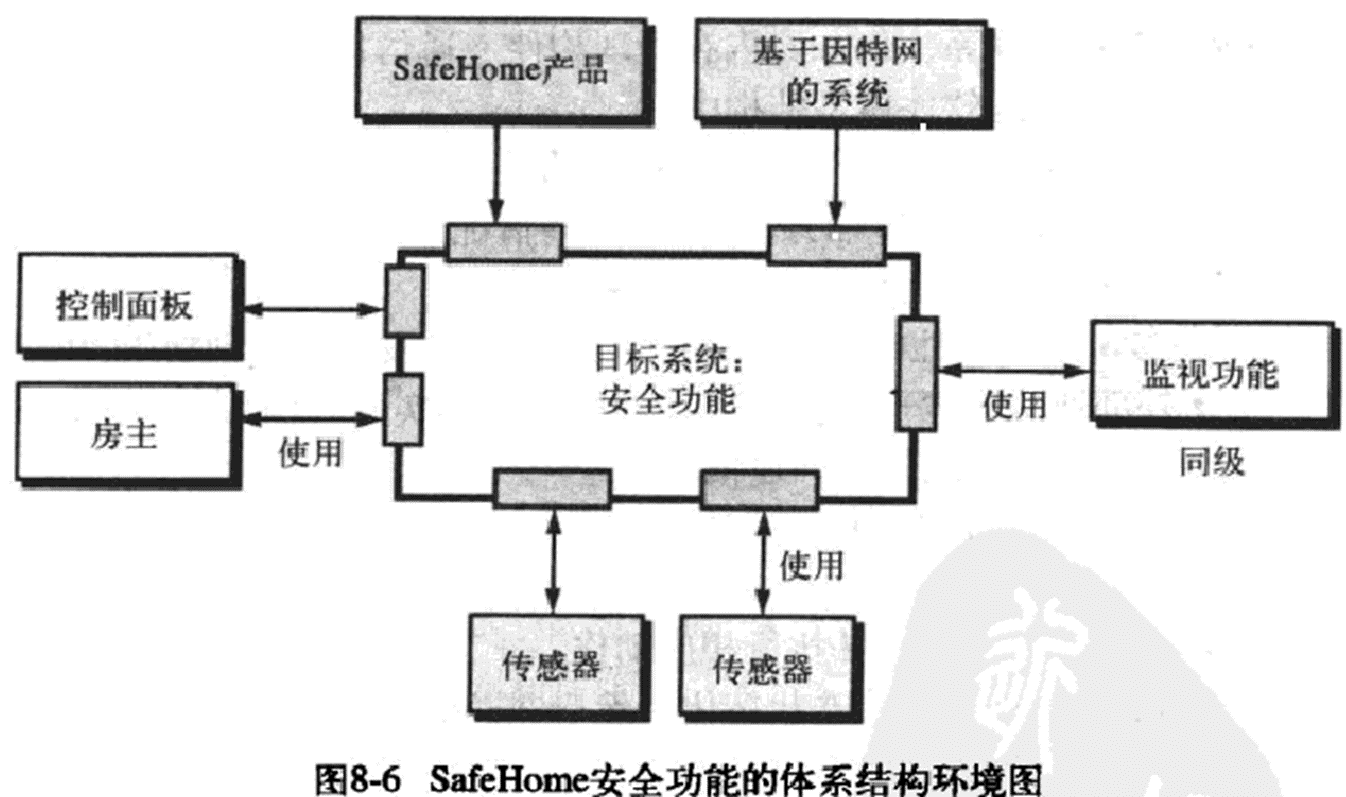 SafeHome产品
基于因特网
的系统
控制面板
目标系统：
安全功能
监视功能
使用
房主
使用
同级
使用
传感器
传感器
图8-6 SafeHome安全功能的体系结构环境图